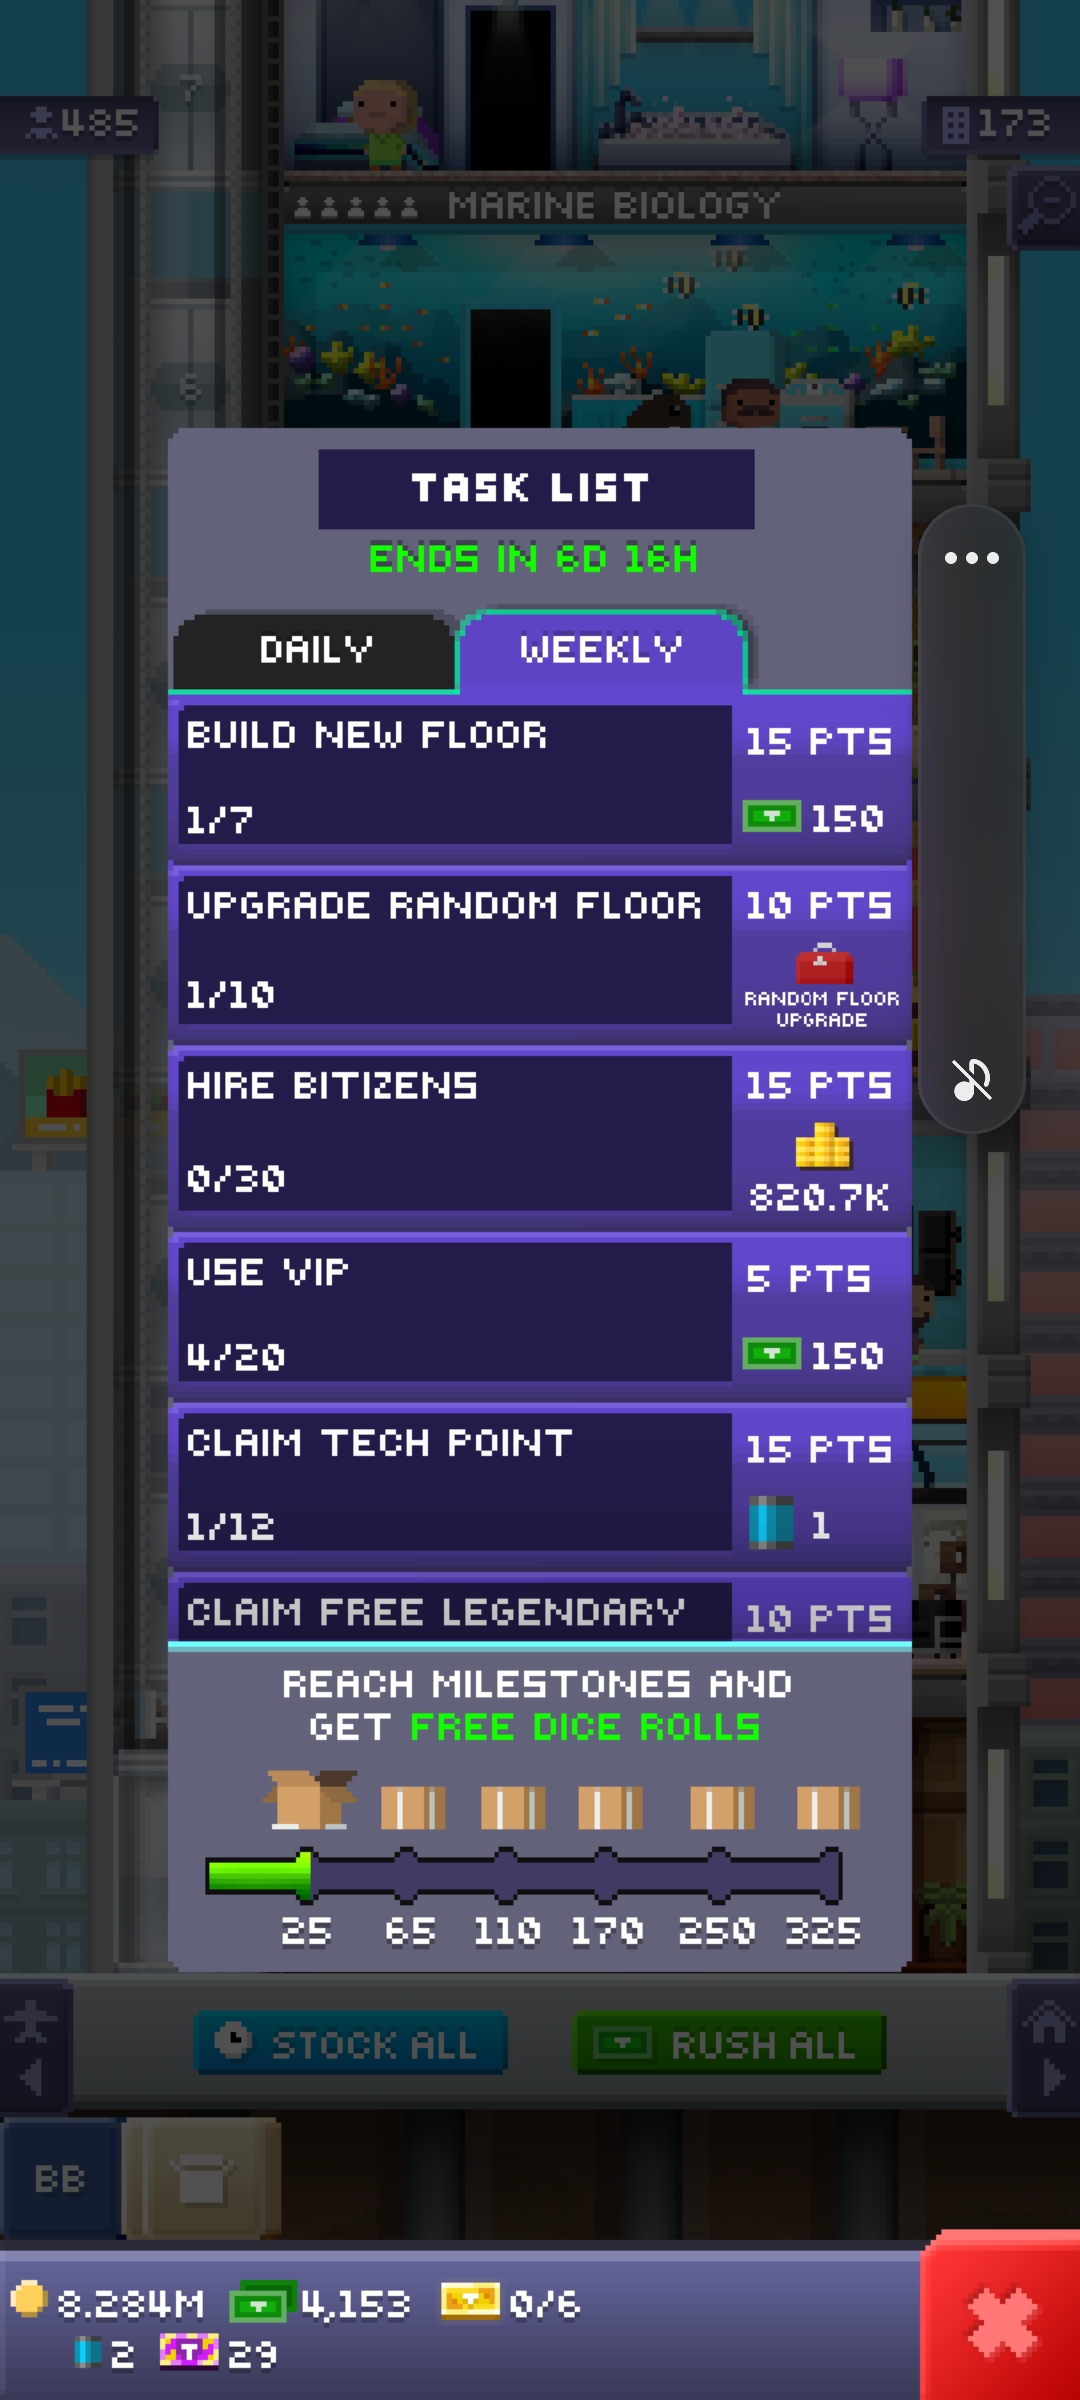 7
485
173
MARINE BIOLOGY
6
TASK LIST
ENDS IN 6D 16H
DAILY
WEEKLY
BUILD NEW FLOOR
15 PTS
1/7
150
UPGRADE RANDOM FLOOR
10 PTS
1/10
RANDOM FLOOR
UPGRADE
HIRE BITIZENS
15 PTS
0/30
820.7K
USE VIP
5 PTS
4/20
150
CLAIM TECH POINT
15 PTS
1/12
1
CLAIM FREE LEGENDARY
10 PTS
REACH MILESTONES AND
GET FREE DICE ROLLS
25 65 110 170 250 325
STOCK ALL
RUSH ALL
BB
8.284M 4,153 0/6
2 29